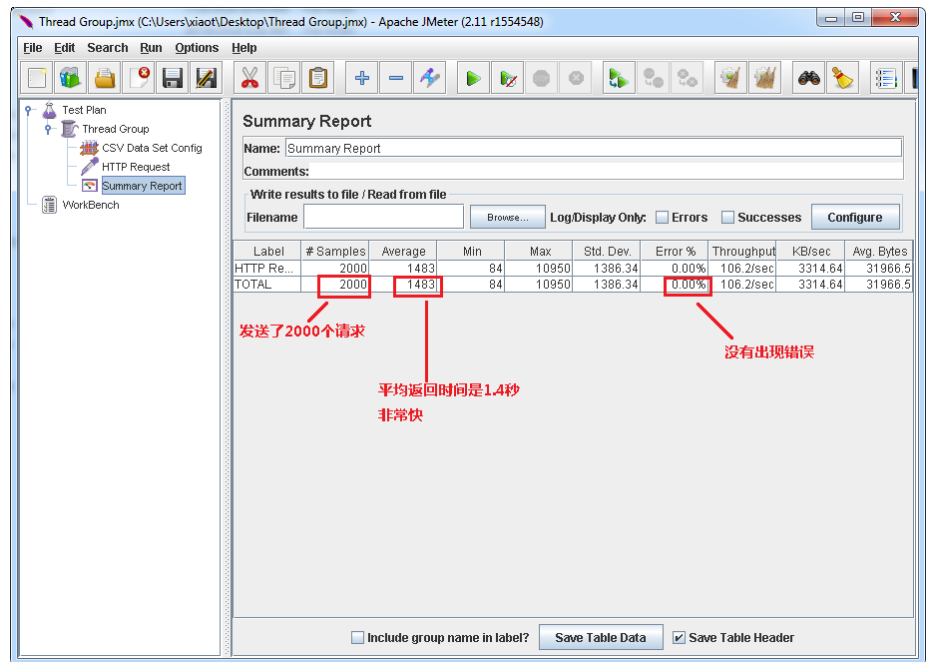 Thread Group.jmx (C:\Users\xiaot\Desktop\Thread Group.jmx) - Apache JMeter (2.11 r1554548)
File Edit Search Run Options Help
Test Plan
Thread Group
CSV Data Set Config
HTTP Request
Summary Report
WorkBench
Summary Report
Name: Summary Report
Comments:
Write results to file / Read from file
Filename Browse... Log/Display Only: Errors Successes Configure
Label # Samples Average Min Max Std. Dev. Error % Throughput KB/sec Avg. Bytes
HTTP Re... 2000 1483 84 10950 1386.34 0.00% 106.2/sec 3314.64 31966.5
TOTAL 2000 1483 84 10950 1386.34 0.00% 106.2/sec 3314.64 31966.5
发送了2000个请求
没有出现错误
平均返回时间是1.4秒
非常快
Include group name in label? Save Table Data Save Table Header